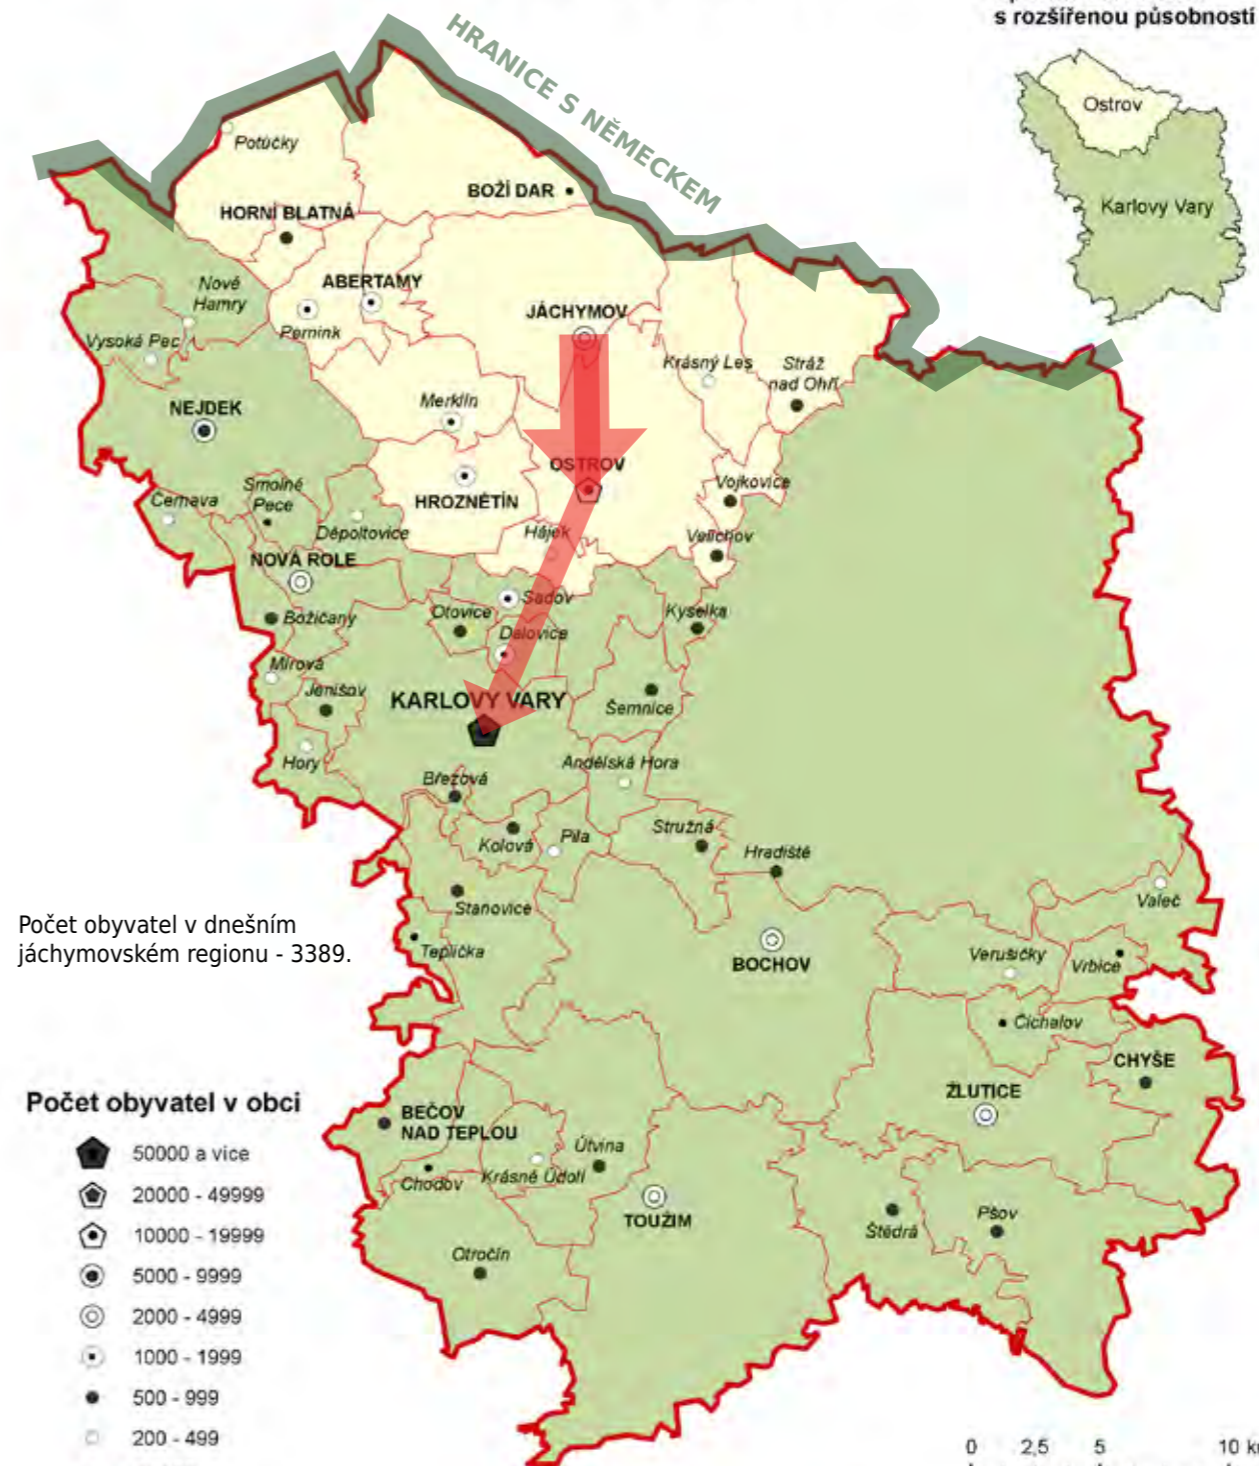 s rozšířenou působností
Ostrov
Karlovy Vary
HRANICE S NĚMECKEM
Potůčky
BOŽÍ DAR
HORNÍ BLATNÁ
Nové
Hamry
ABERTAMY
Pernink
JÁCHYMOV
Vysoká Pec
Krásný Les
Stráž
nad Ohří
NEJDEK
Merklín
OSTROV
HROZNĚTÍN
Vojkovice
Smolné
Pece
Černava
Děpoltovice
Hájek
Velichov
NOVÁ ROLE
Sadov
Božičany
Otovice
Kyselka
Dalovice
Mírová
Jenišov
KARLOVY VARY
Šemnice
Hory
Andělská Hora
Březová
Kolová
Pila
Stružná
Hradiště
Stanovice
Valeč
Počet obyvatel v dnešním
jáchymovském regionu - 3389.
Teplička
BOCHOV
Verušičky
Vrbice
Čichalov
CHYŠE
ŽLUTICE
BEČOV
NAD TEPLOU
Útvina
Chodov
Krásné Údolí
TOUŽIM
Štědrá
Pšov
Otročín
Počet obyvatel v obci
50000 a více
20000 - 49999
10000 - 19999
5000 - 9999
2000 - 4999
1000 - 1999
500 - 999
200 - 499
0 2,5 5 10 km